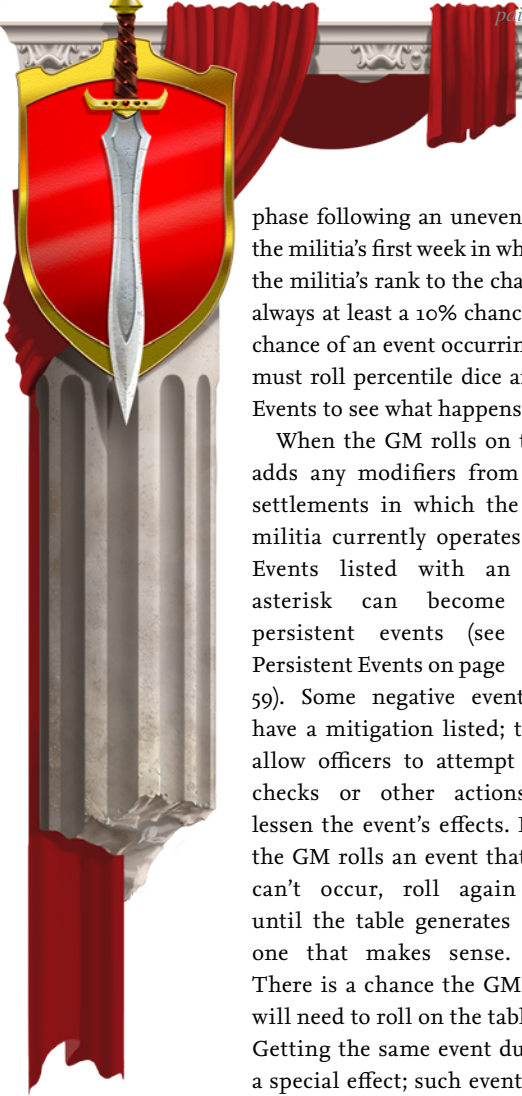 phase following an uneven
the militia's first week in wh
the militia's rank to the cha
always at least a 10% chanc
chance of an event occurrin
must roll percentile dice a
Events to see what happens
When the GM rolls on t
adds any modifiers from
settlements in which the
militia currently operates
Events listed with an
asterisk can become
persistent events (see
Persistent Events on page
59). Some negative event
have a mitigation listed; t
allow officers to attempt
checks or other actions
lessen the event's effects. I
the GM rolls an event that
can't occur, roll again
until the table generates
one that makes sense.
There is a chance the GM
will need to roll on the tabl
Getting the same event du
a special effect; such event